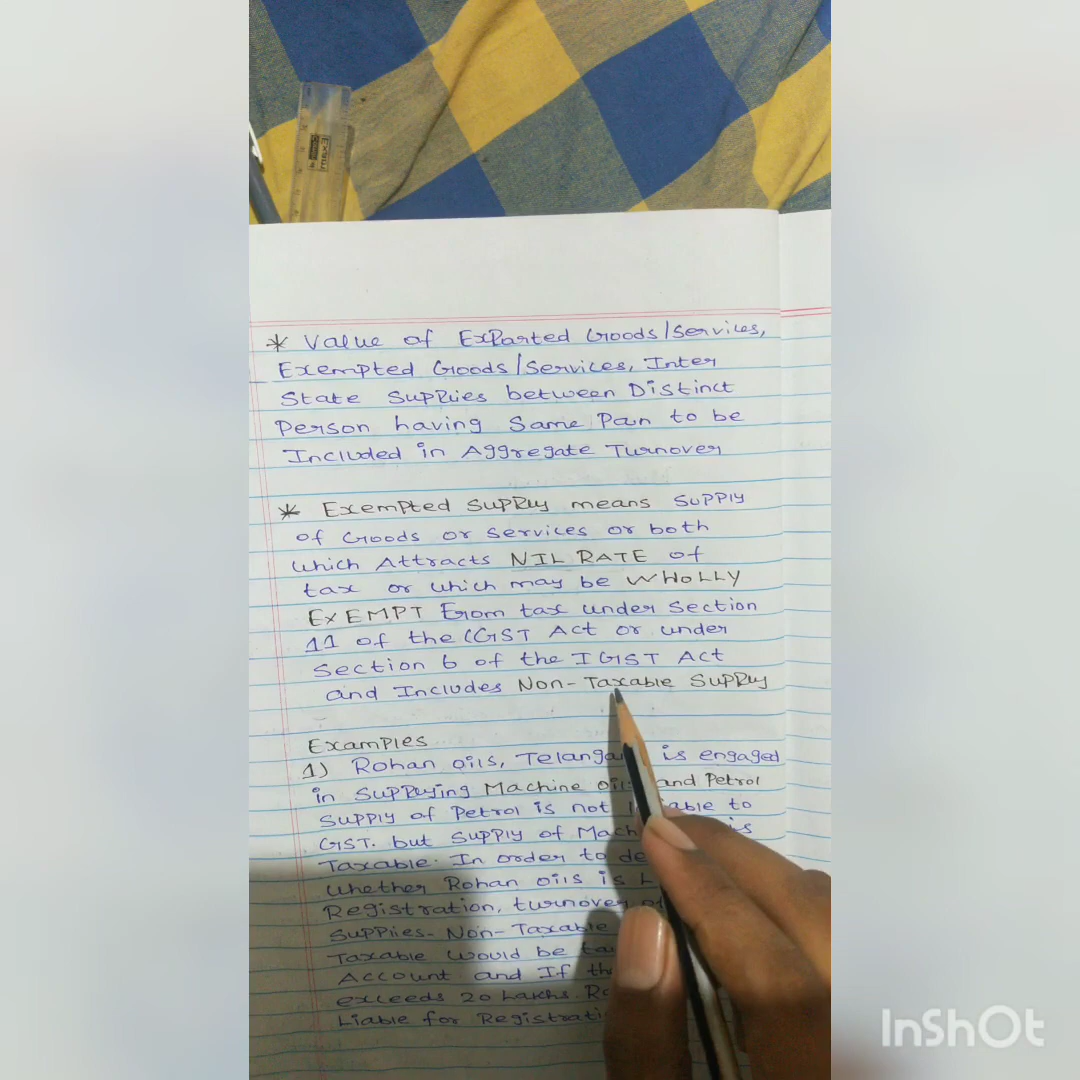 * Value of Exported Goods/Services,
Exempted Goods/Services, Inter
State Supplies between Distinct
Person having Same Pan to be
Included in Aggregate Turnover
* Exempted Supply means Supply
of Goods or Services or both
which Attracts NIL RATE of
tax or which may be WHOLLY
EXEMPT From tax under Section
11 of the CGST Act or under
Section 6 of the IGST Act
and Includes Non-Taxable Supply
Examples
1) Rohan Oils, is engaged
in Supplying Machine and Petrol
Supply of Petrol is not to
GST. but Supply of is
Taxable. In order to
Whether Rohan Oils is
Registration, turnover
Supplies- Non-Taxable
Taxable would be
Account and If
exceeds 20 Lakhs.
Liable for
InShOt